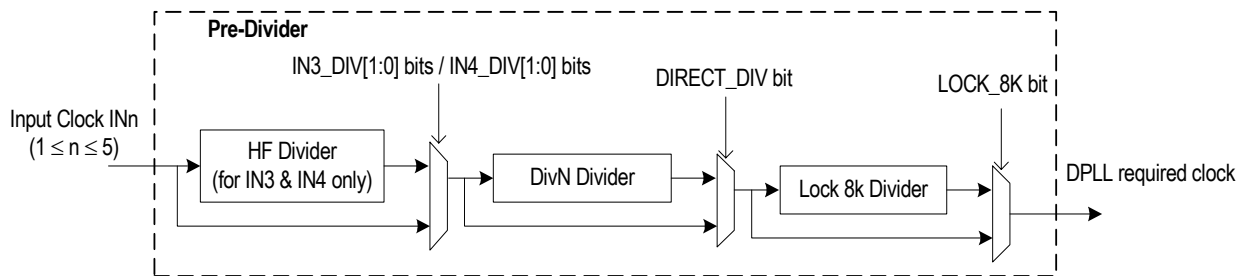 Pre-Divider
IN3_DIV[1:0] bits / IN4_DIV[1:0] bits
DIRECT_DIV bit
LOCK_8K bit
Input Clock INn
(1 ≤ n ≤ 5)
HF Divider
(for IN3 & IN4 only)
DivN Divider
Lock 8k Divider
DPLL required clock